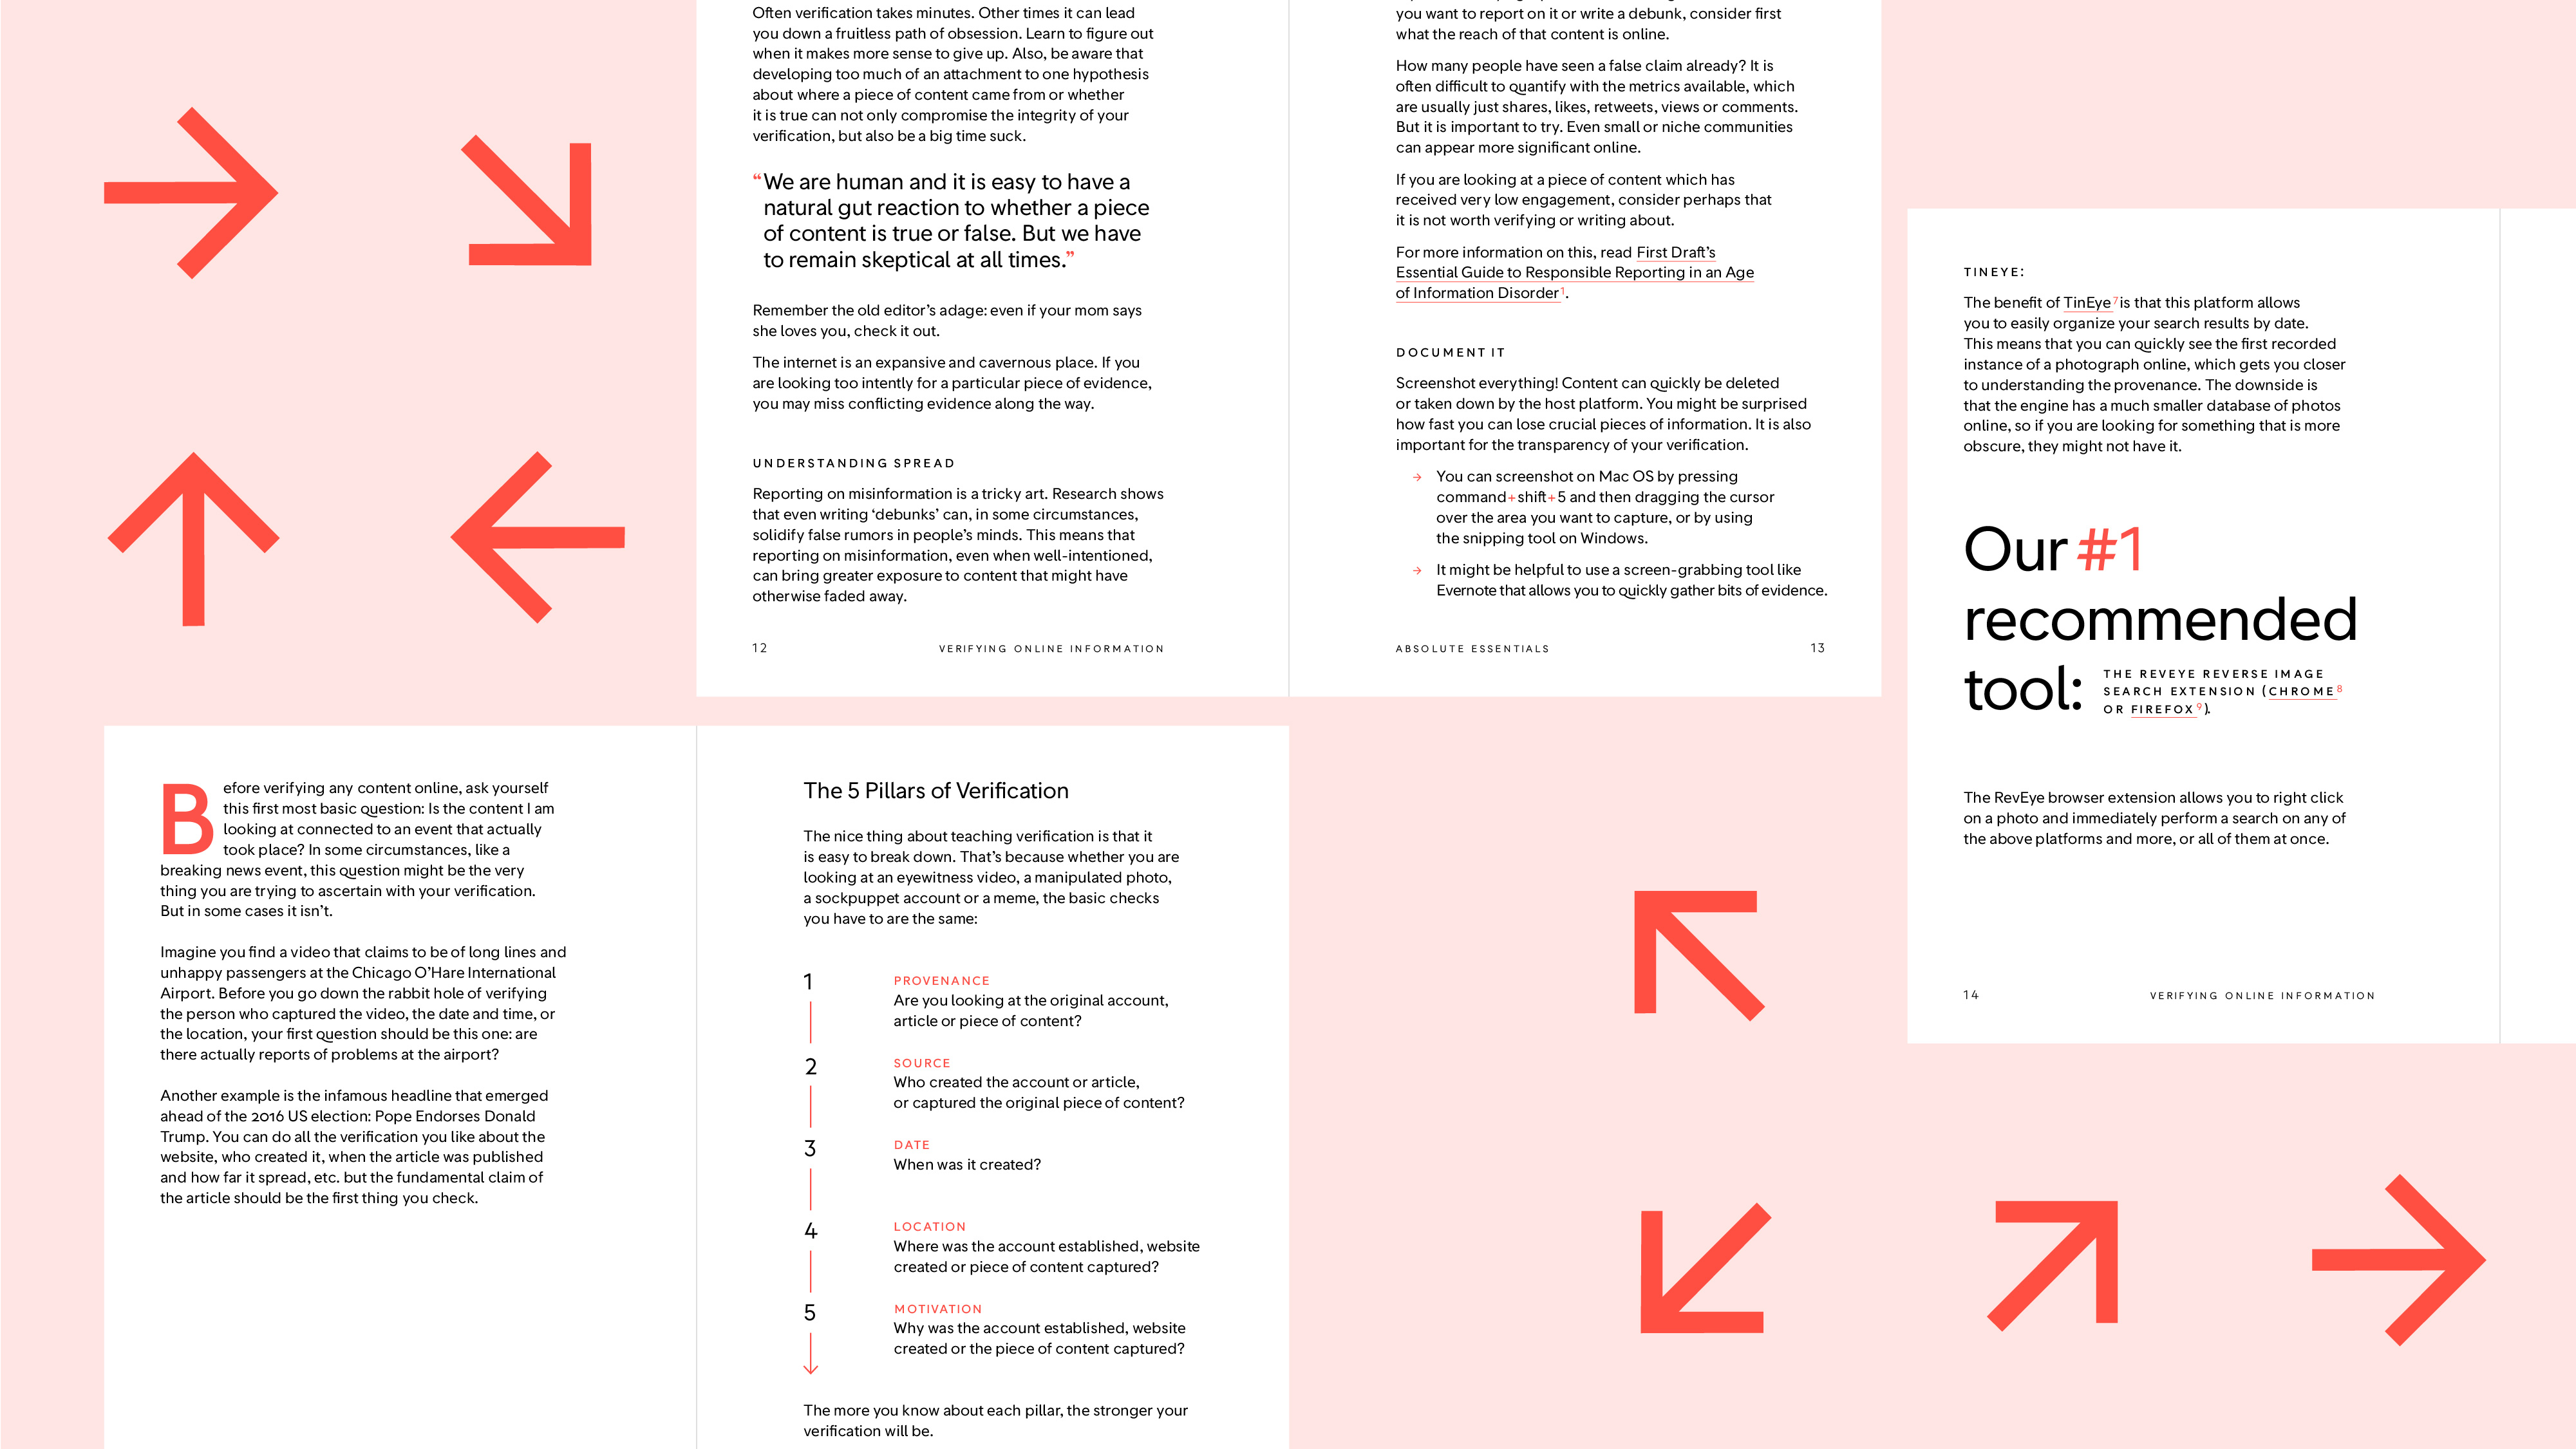 Often verification takes minutes. Other times it can lead
you down a fruitless path of obsession. Learn to figure out
when it makes more sense to give up. Also, be aware that
developing too much of an attachment to one hypothesis
about where a piece of content came from or whether
it is true can not only compromise the integrity of your
verification, but also be a big time suck.
“We are human and it is easy to have a
natural gut reaction to whether a piece
of content is true or false. But we have
to remain skeptical at all times.”
Remember the old editor’s adage: even if your mom says
she loves you, check it out.
The internet is an expansive and cavernous place. If you
are looking too intently for a particular piece of evidence,
you may miss conflicting evidence along the way.
UNDERSTANDING SPREAD
Reporting on misinformation is a tricky art. Research shows
that even writing ‘debunks’ can, in some circumstances,
solidify false rumors in people’s minds. This means that
reporting on misinformation, even when well-intentioned,
can bring greater exposure to content that might have
otherwise faded away.
12 VERIFYING ONLINE INFORMATION
you want to report on it or write a debunk, consider first
what the reach of that content is online.
How many people have seen a false claim already? It is
often difficult to quantify with the metrics available, which
are usually just shares, likes, retweets, views or comments.
But it is important to try. Even small or niche communities
can appear more significant online.
If you are looking at a piece of content which has
received very low engagement, consider perhaps that
it is not worth verifying or writing about.
For more information on this, read First Draft’s
Essential Guide to Responsible Reporting in an Age
of Information Disorder1.
DOCUMENT IT
Screenshot everything! Content can quickly be deleted
or taken down by the host platform. You might be surprised
how fast you can lose crucial pieces of information. It is also
important for the transparency of your verification.
→ You can screenshot on Mac OS by pressing
command+shift+5 and then dragging the cursor
over the area you want to capture, or by using
the snipping tool on Windows.
→ It might be helpful to use a screen-grabbing tool like
Evernote that allows you to quickly gather bits of evidence.
ABSOLUTE ESSENTIALS 13
TINEYE:
The benefit of TinEye7 is that this platform allows
you to easily organize your search results by date.
This means that you can quickly see the first recorded
instance of a photograph online, which gets you closer
to understanding the provenance. The downside is
that the engine has a much smaller database of photos
online, so if you are looking for something that is more
obscure, they might not have it.
Our #1
recommended
tool:
THE REVEYE REVERSE IMAGE
SEARCH EXTENSION (CHROME8
OR FIREFOX9).
The RevEye browser extension allows you to right click
on a photo and immediately perform a search on any of
the above platforms and more, or all of them at once.
14 VERIFYING ONLINE INFORMATION
Before verifying any content online, ask yourself
this first most basic question: Is the content I am
looking at connected to an event that actually
took place? In some circumstances, like a
breaking news event, this question might be the very
thing you are trying to ascertain with your verification.
But in some cases it isn’t.
Imagine you find a video that claims to be of long lines and
unhappy passengers at the Chicago O’Hare International
Airport. Before you go down the rabbit hole of verifying
the person who captured the video, the date and time, or
the location, your first question should be this one: are
there actually reports of problems at the airport?
Another example is the infamous headline that emerged
ahead of the 2016 US election: Pope Endorses Donald
Trump. You can do all the verification you like about the
website, who created it, when the article was published
and how far it spread, etc. but the fundamental claim of
the article should be the first thing you check.
The 5 Pillars of Verification
The nice thing about teaching verification is that it
is easy to break down. That’s because whether you are
looking at an eyewitness video, a manipulated photo,
a sockpuppet account or a meme, the basic checks
you have to are the same:
1 PROVENANCE
Are you looking at the original account,
article or piece of content?
2 SOURCE
Who created the account or article,
or captured the original piece of content?
3 DATE
When was it created?
4 LOCATION
Where was the account established, website
created or piece of content captured?
5 MOTIVATION
Why was the account established, website
created or the piece of content captured?
The more you know about each pillar, the stronger your
verification will be.